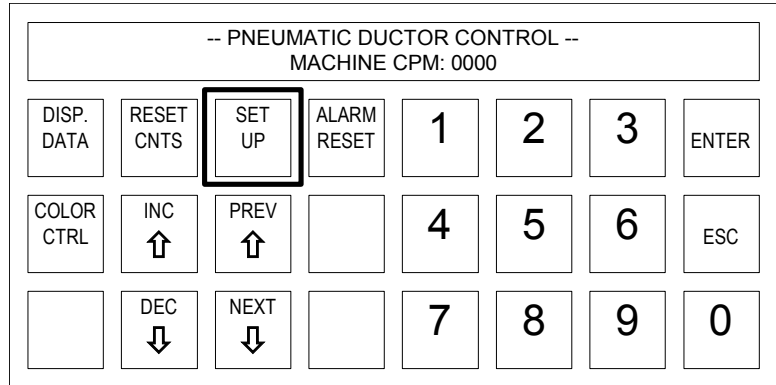 -- PNEUMATIC DUCTOR CONTROL --
MACHINE CPM: 0000
DISP.
DATA
RESET
CNTS
SET
UP
ALARM
RESET
1
2
3
ENTER
COLOR
CTRL
INC
⇧
PREV
⇧
4
5
6
ESC
DEC
⇩
NEXT
⇩
7
8
9
0